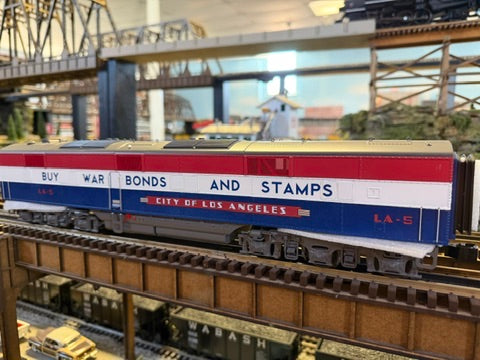 BUY WAR BONDS AND STAMPS
LA-5 CITY OF LOS ANGELES LA-5
WABASH